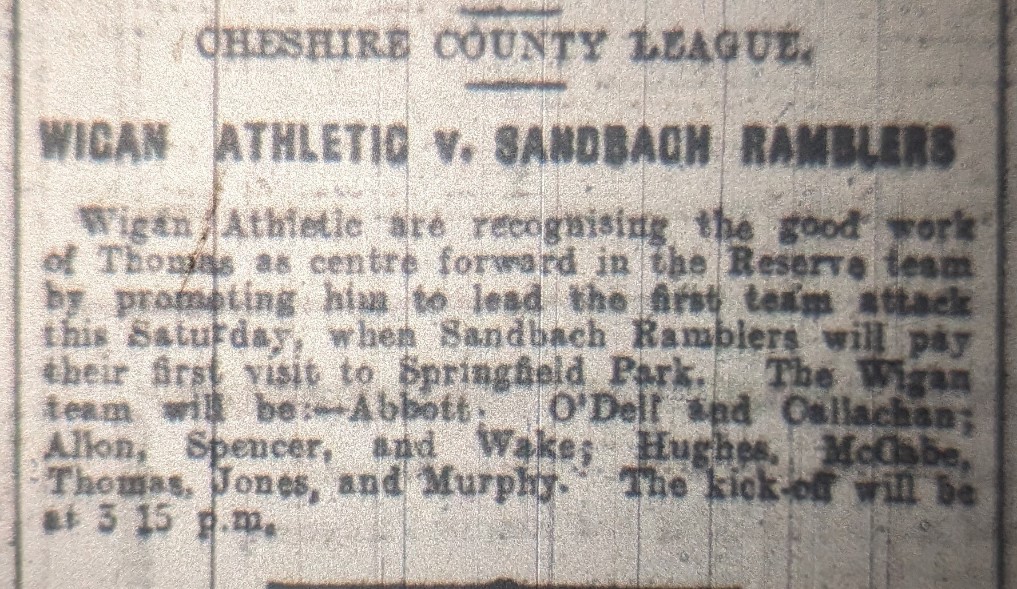 CHESHIRE COUNTY LEAGUE.
WIGAN ATHLETIC v. SANDBACH RAMBLERS
Wigan Athletic are recognising the good work
of Thomas as centre forward in the Reserve team
by promoting him to lead the first team attack
this Saturday, when Sandbach Ramblers will pay
their first visit to Springfield Park. The Wigan
team will be:—Abbott; O'Dell and Callachan;
Allon, Spencer, and Wake; Hughes, McCabe,
Thomas, Jones, and Murphy. The kick-off will be
at 3 15 p.m.